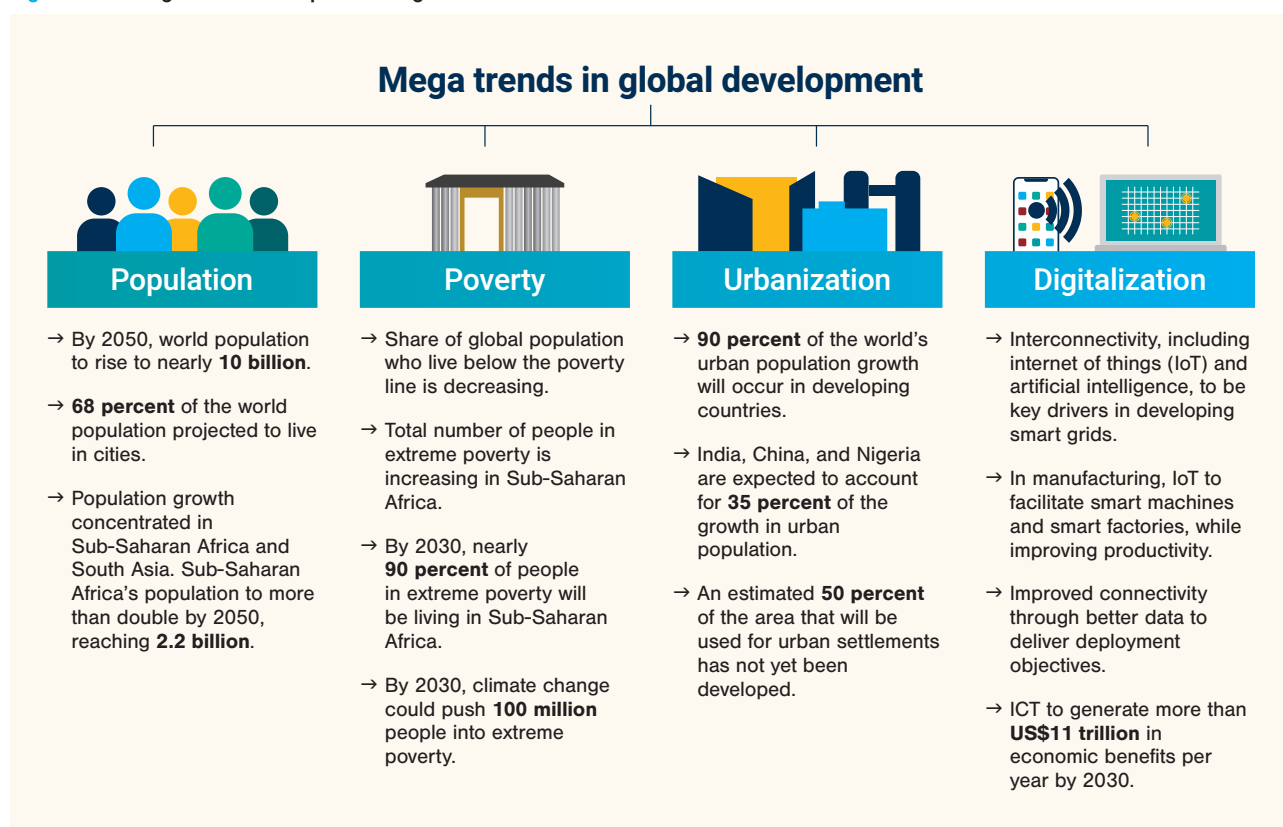 Mega trends in global development
Population
→ By 2050, world population
to rise to nearly 10 billion.
→ 68 percent of the world
population projected to live
in cities.
→ Population growth
concentrated in
Sub-Saharan Africa and
South Asia. Sub-Saharan
Africa's population to more
than double by 2050,
reaching 2.2 billion.
Poverty
→ Share of global population
who live below the poverty
line is decreasing.
→ Total number of people in
extreme poverty is
increasing in Sub-Saharan
Africa.
→ By 2030, nearly
90 percent of people
in extreme poverty will
be living in Sub-Saharan
Africa.
→ By 2030, climate change
could push 100 million
people into extreme
poverty.
Urbanization
→ 90 percent of the world's
urban population growth
will occur in developing
countries.
→ India, China, and Nigeria
are expected to account
for 35 percent of the
growth in urban
population.
→ An estimated 50 percent
of the area that will be
used for urban settlements
has not yet been
developed.
Digitalization
→ Interconnectivity, including
internet of things (IoT) and
artificial intelligence, to be
key drivers in developing
smart grids.
→ In manufacturing, IoT to
facilitate smart machines
and smart factories, while
improving productivity.
→ Improved connectivity
through better data to
deliver deployment
objectives.
→ ICT to generate more than
US$11 trillion in
economic benefits per
year by 2030.